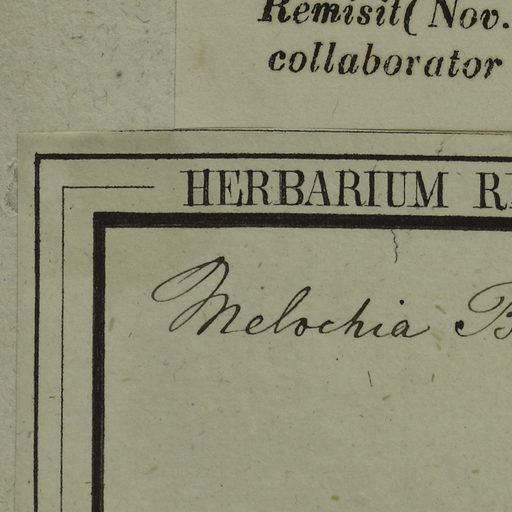 Remisit ( Nov.
collaborator
HERBARIUM
Melochia